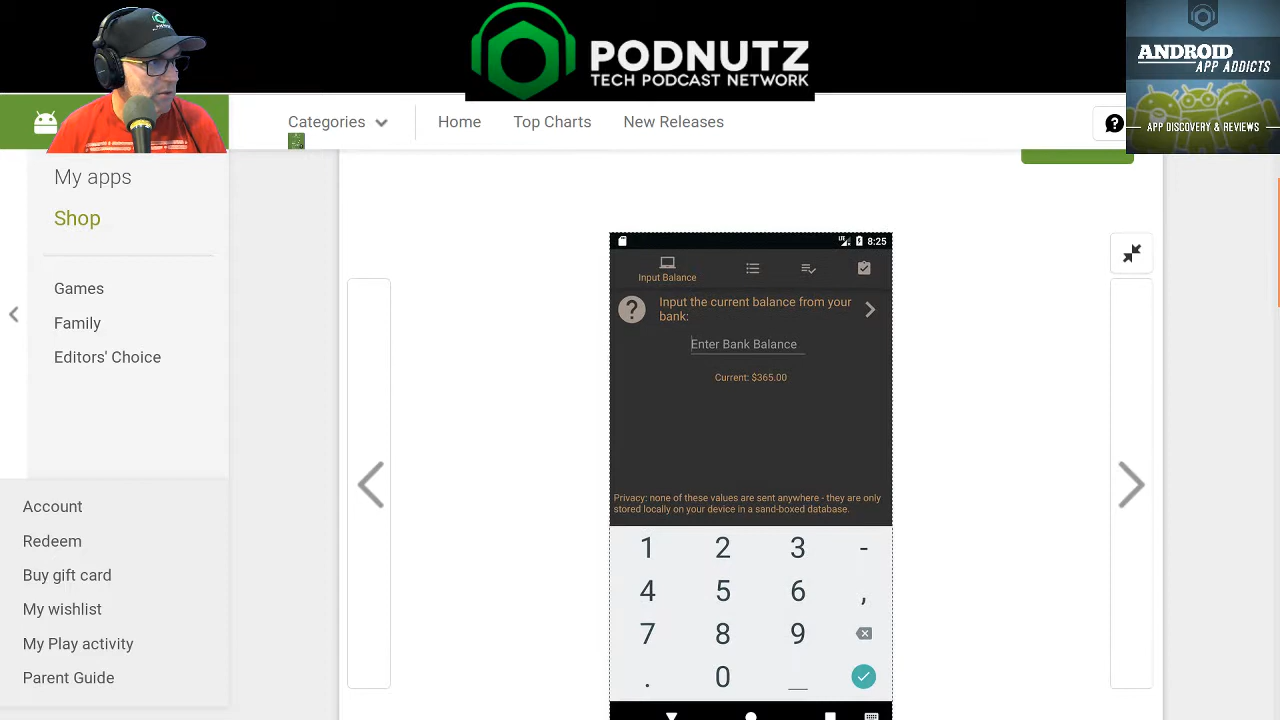 PODNUTZ
TECH PODCAST NETWORK
ANDROID
APP ADDICTS
APP DISCOVERY & REVIEWS
Categories
Home
Top Charts
New Releases
My apps
Shop
Games
Family
Editors' Choice
Account
Redeem
Buy gift card
My wishlist
My Play activity
Parent Guide
LTE
8:25
Input Balance
Input the current balance from your
bank:
Enter Bank Balance
Current: $365.00
Privacy: none of these values are sent anywhere - they are only
stored locally on your device in a sand-boxed database.
1 2 3 -
4 5 6 ,
7 8 9
. 0 _